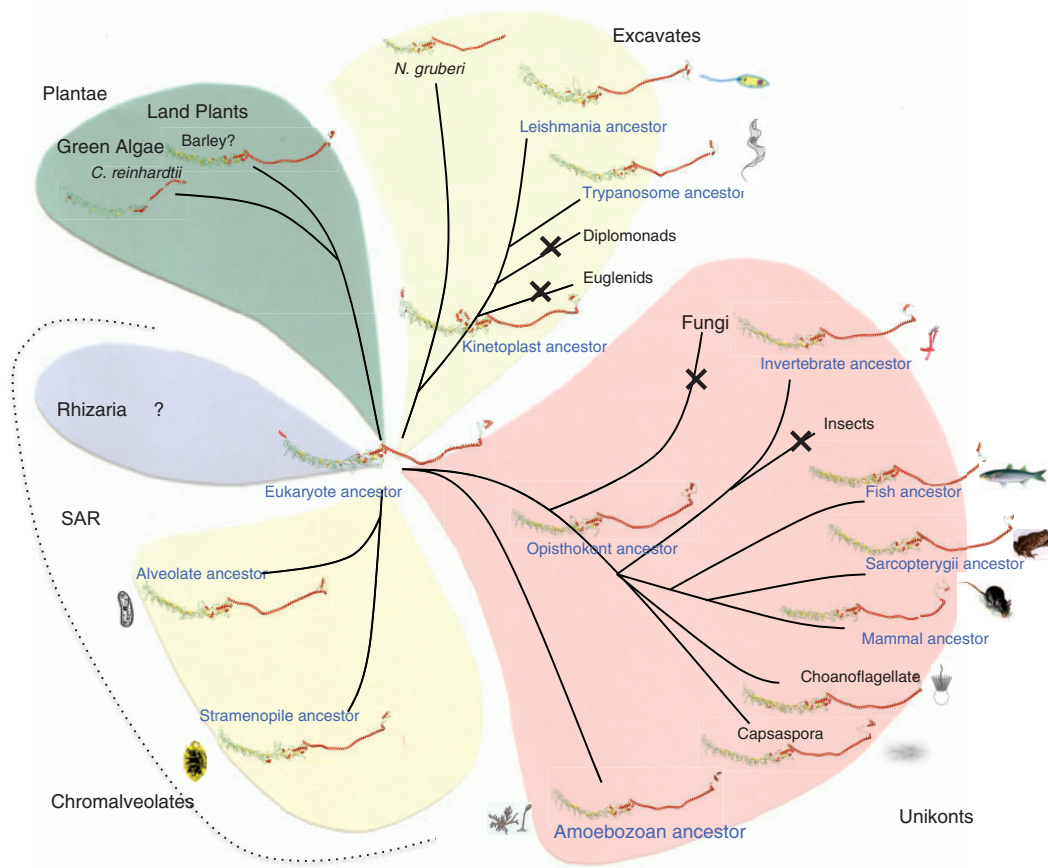 Excavates
N. gruberi
Plantae
Land Plants
Leishmania ancestor
Green Algae
Barley?
C. reinhardtii
Trypanosome ancestor
Diplomonads
Euglenids
Fungi
Kinetoplast ancestor
Invertebrate ancestor
Rhizaria ?
Insects
Eukaryote ancestor
Fish ancestor
SAR
Opisthokont ancestor
Sarcopterygii ancestor
Alveolate ancestor
Mammal ancestor
Choanoflagellate
Stramenopile ancestor
Capsaspora
Chromalveolates
Unikonts
Amoebozoan ancestor